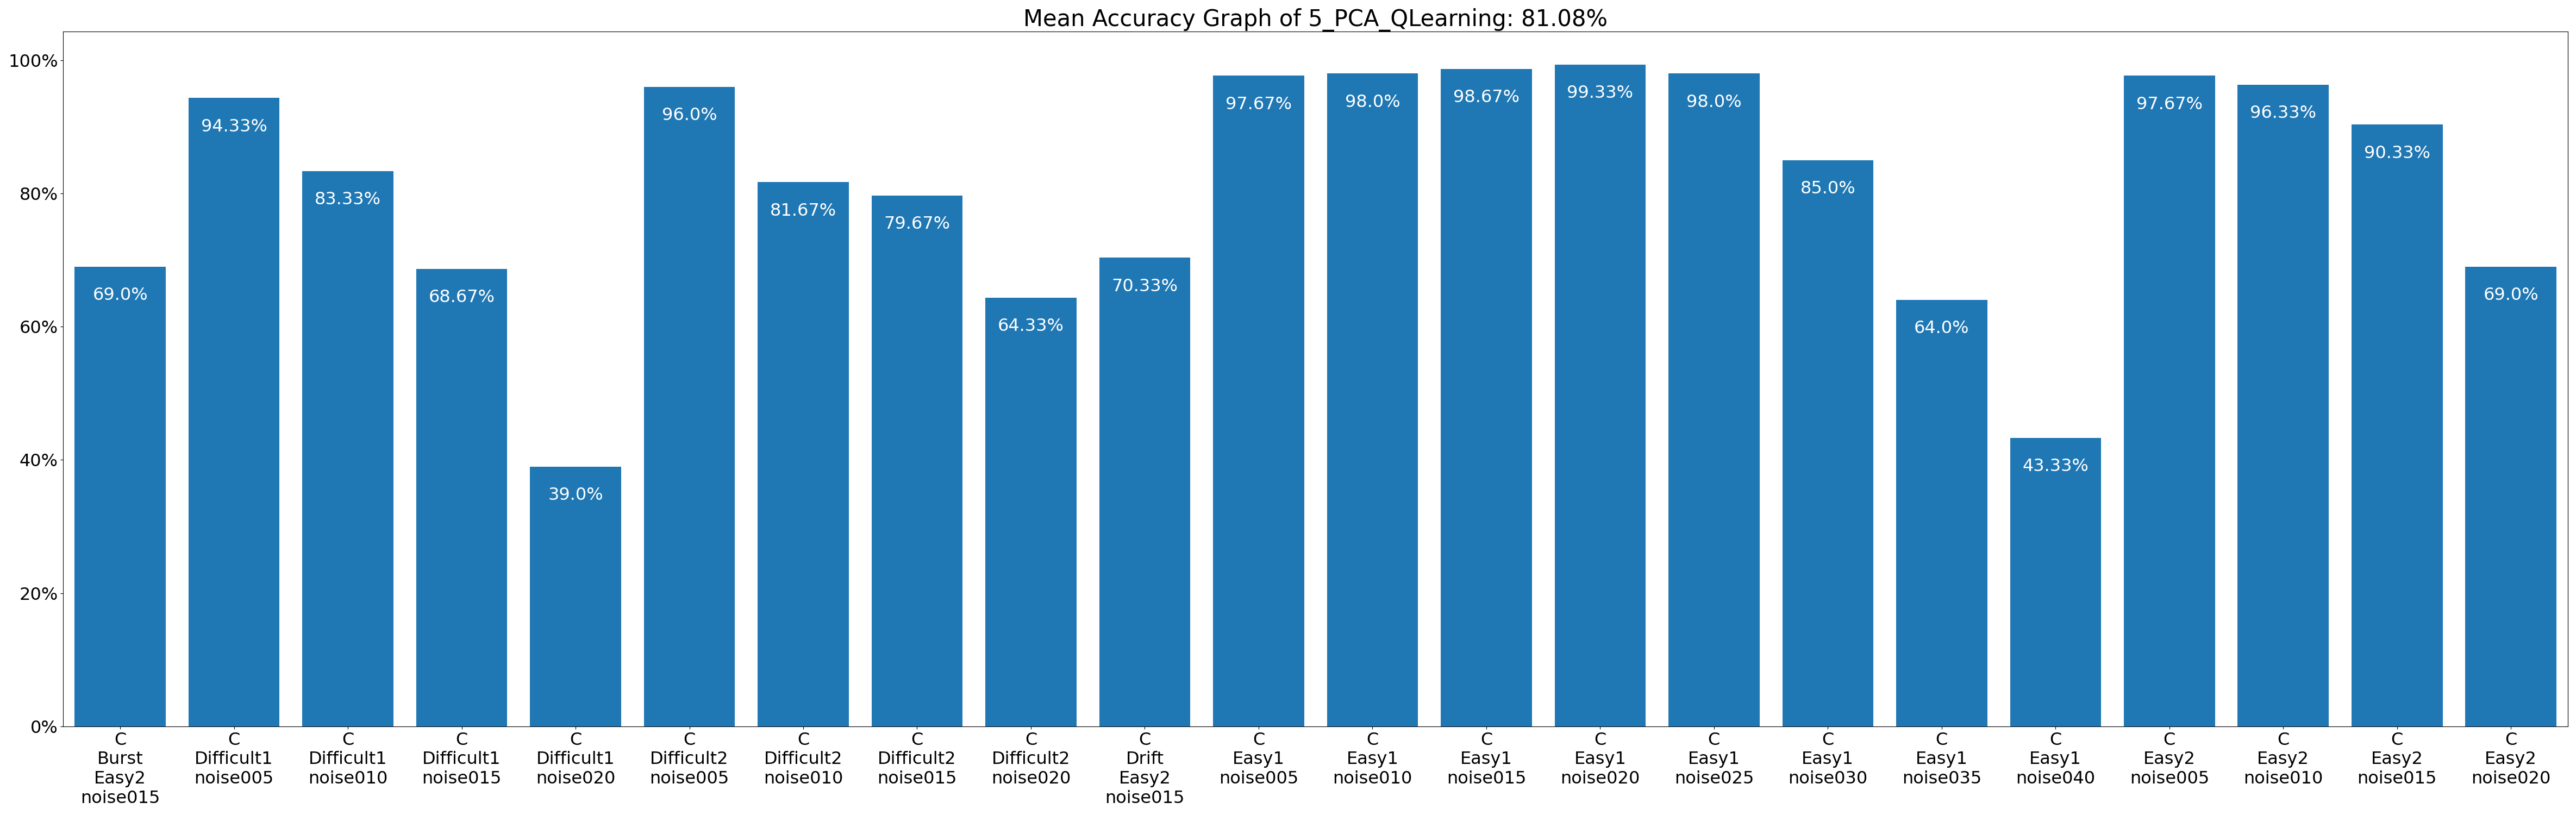 Mean Accuracy Graph of 5_PCA_QLearning: 81.08%
100%
80%
60%
40%
20%
0%
69.0%
94.33%
83.33%
68.67%
39.0%
96.0%
81.67%
79.67%
64.33%
70.33%
97.67%
98.0%
98.67%
99.33%
98.0%
85.0%
64.0%
43.33%
97.67%
96.33%
90.33%
69.0%
C
Burst
Easy2
noise015
C
Difficult1
noise005
C
Difficult1
noise010
C
Difficult1
noise015
C
Difficult1
noise020
C
Difficult2
noise005
C
Difficult2
noise010
C
Difficult2
noise015
C
Difficult2
noise020
C
Drift
Easy2
noise015
C
Easy1
noise005
C
Easy1
noise010
C
Easy1
noise015
C
Easy1
noise020
C
Easy1
noise025
C
Easy1
noise030
C
Easy1
noise035
C
Easy1
noise040
C
Easy2
noise005
C
Easy2
noise010
C
Easy2
noise015
C
Easy2
noise020